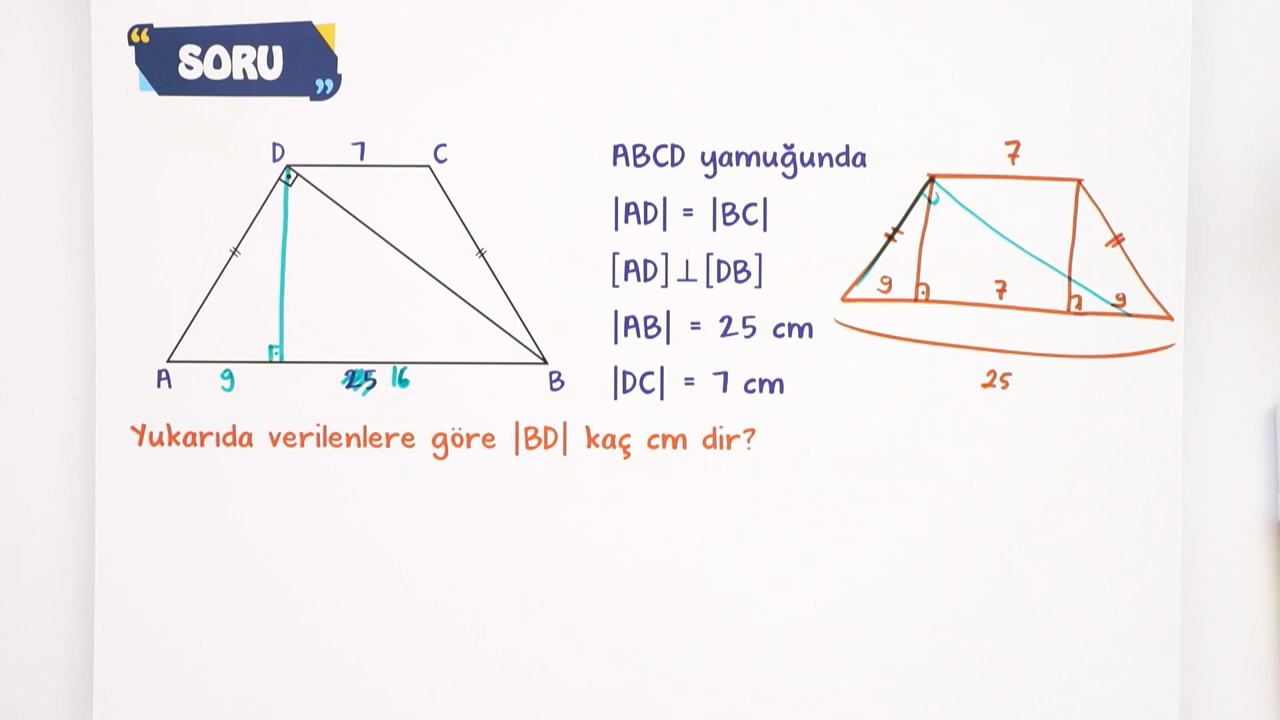 “ SORU ”
D 7 C
A 9 25 16 B
ABCD yamuğunda
|AD| = |BC|
[AD]⊥[DB]
|AB| = 25 cm
|DC| = 7 cm
7
9 7 9
25
Yukarıda verilenlere göre |BD| kaç cm dir?